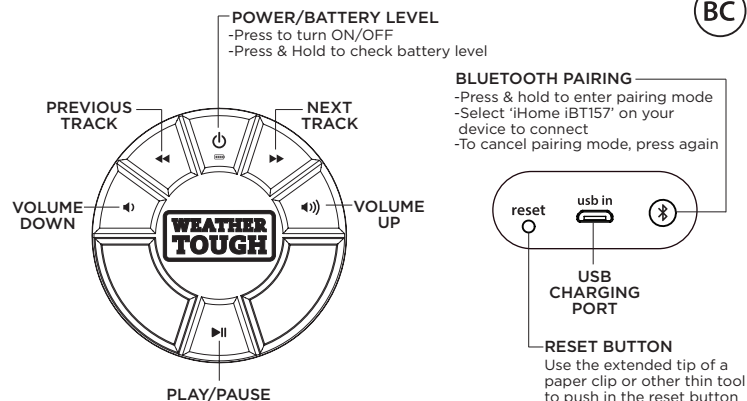 POWER/BATTERY LEVEL
-Press to turn ON/OFF
-Press & Hold to check battery level
BC
PREVIOUS
TRACK
NEXT
TRACK
VOLUME
DOWN
VOLUME
UP
WEATHER
TOUGH
PLAY/PAUSE
BLUETOOTH PAIRING
-Press & hold to enter pairing mode
-Select ‘iHome iBT157’ on your
device to connect
-To cancel pairing mode, press again
reset
usb in
USB
CHARGING
PORT
RESET BUTTON
Use the extended tip of a
paper clip or other thin tool
to push in the reset button